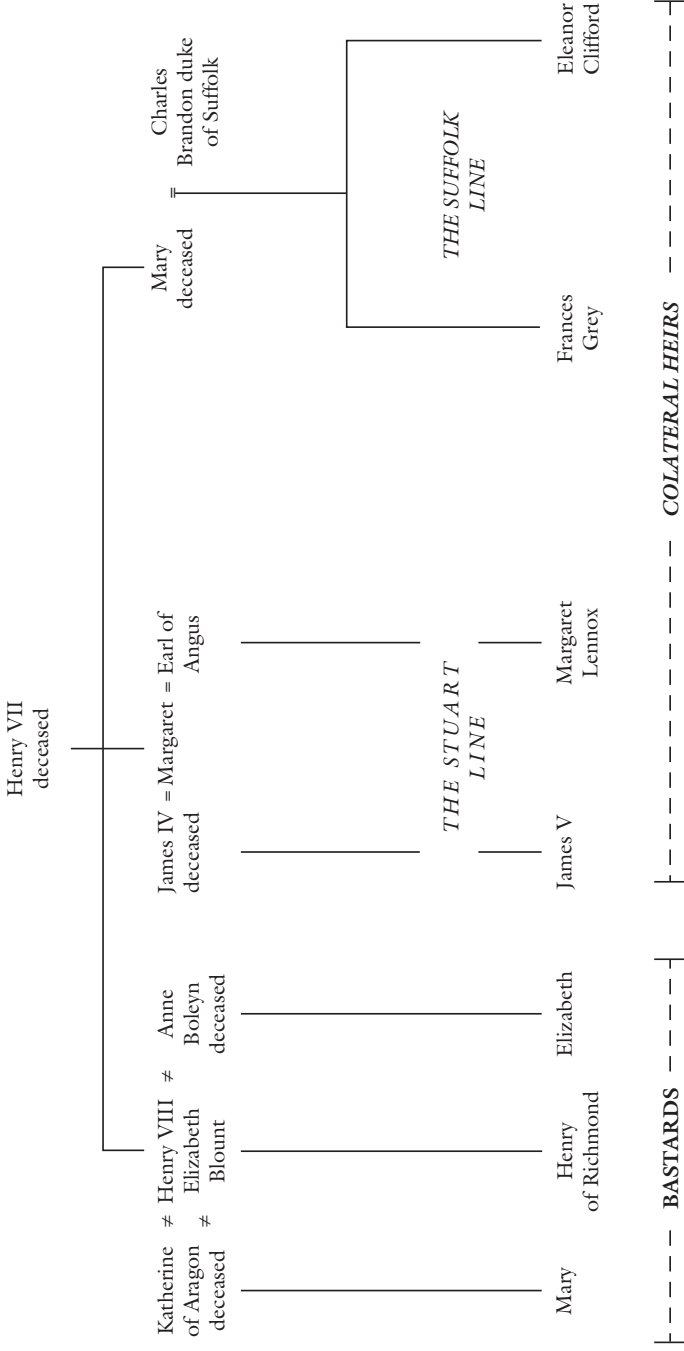 Henry VII
deceased
Katherine ≠ Henry VIII ≠ Anne
of Aragon ≠ Elizabeth Boleyn
deceased Blount deceased
James IV = Margaret = Earl of
deceased Angus
Mary
deceased
=
Charles
Brandon duke
of Suffolk
THE STUART
LINE
THE SUFFOLK
LINE
Mary
Henry
of Richmond
Elizabeth
James V
Margaret
Lennox
Frances
Grey
Eleanor
Clifford
BASTARDS
COLATERAL HEIRS